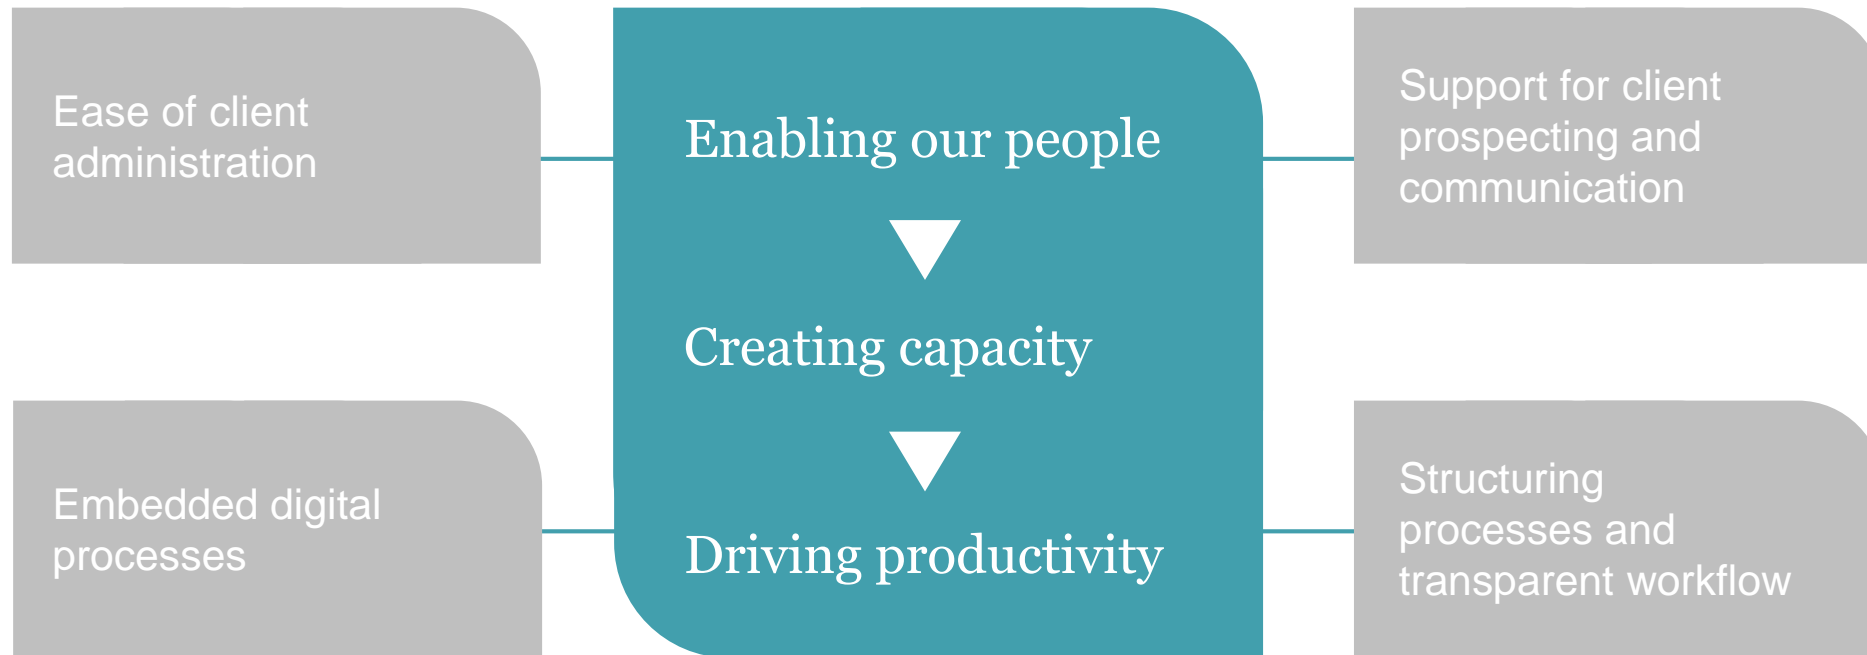 Ease of client
administration
Embedded digital
processes
Enabling our people
Creating capacity
Driving productivity
Support for client
prospecting and
communication
Structuring
processes and
transparent workflow